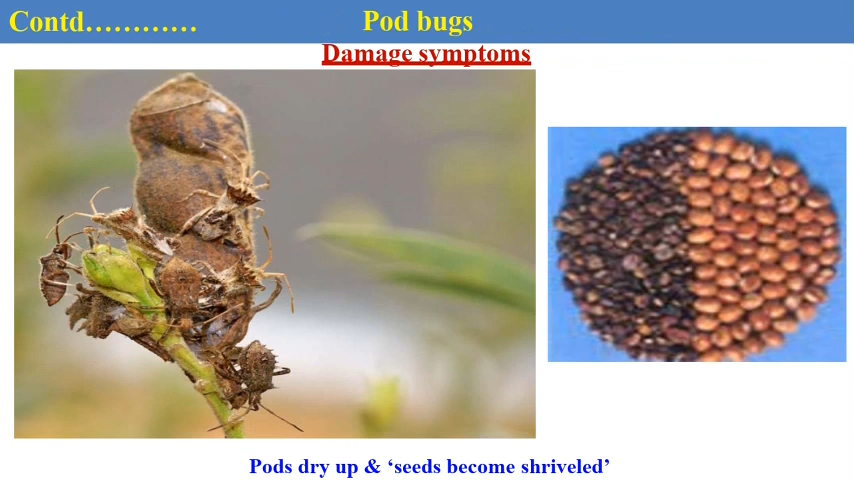 Contd…………
Pod bugs
Damage symptoms
Pods dry up & ‘seeds become shriveled’